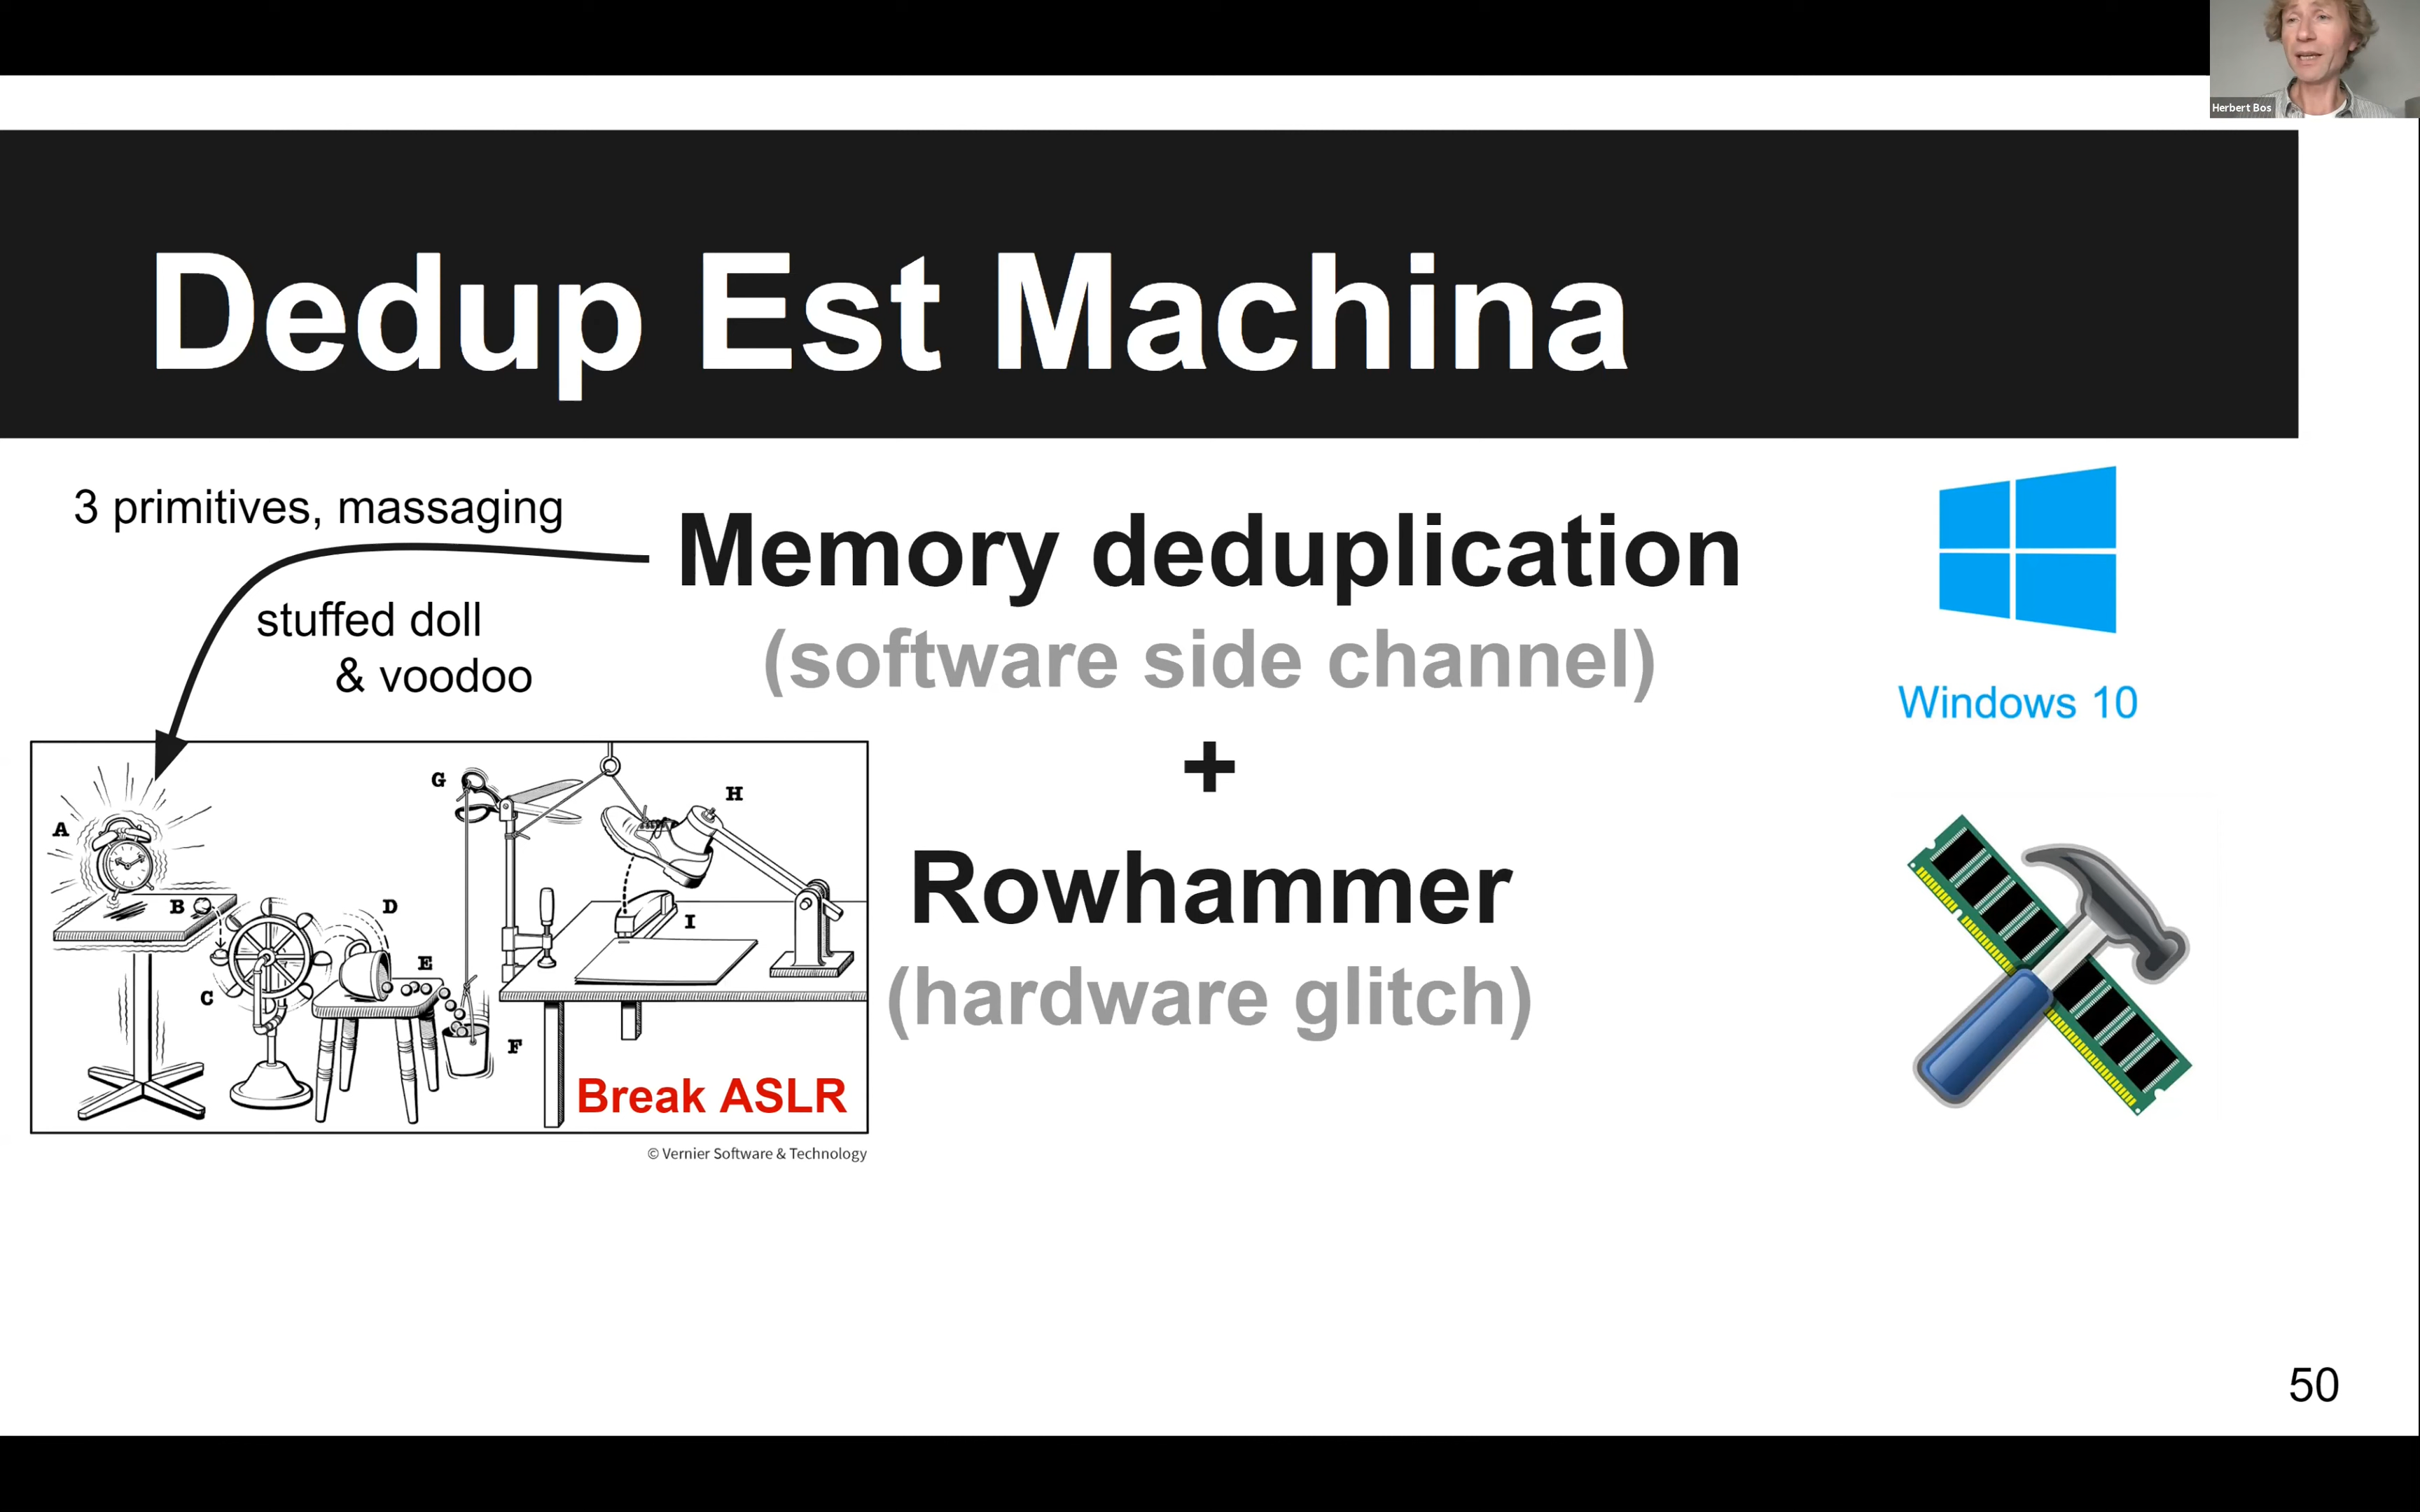 Herbert Bos
Dedup Est Machina
3 primitives, massaging
stuffed doll
& voodoo
Memory deduplication
(software side channel)
+
Rowhammer
(hardware glitch)
Windows 10
A
B
C
D
E
F
G
H
I
Break ASLR
© Vernier Software & Technology
50